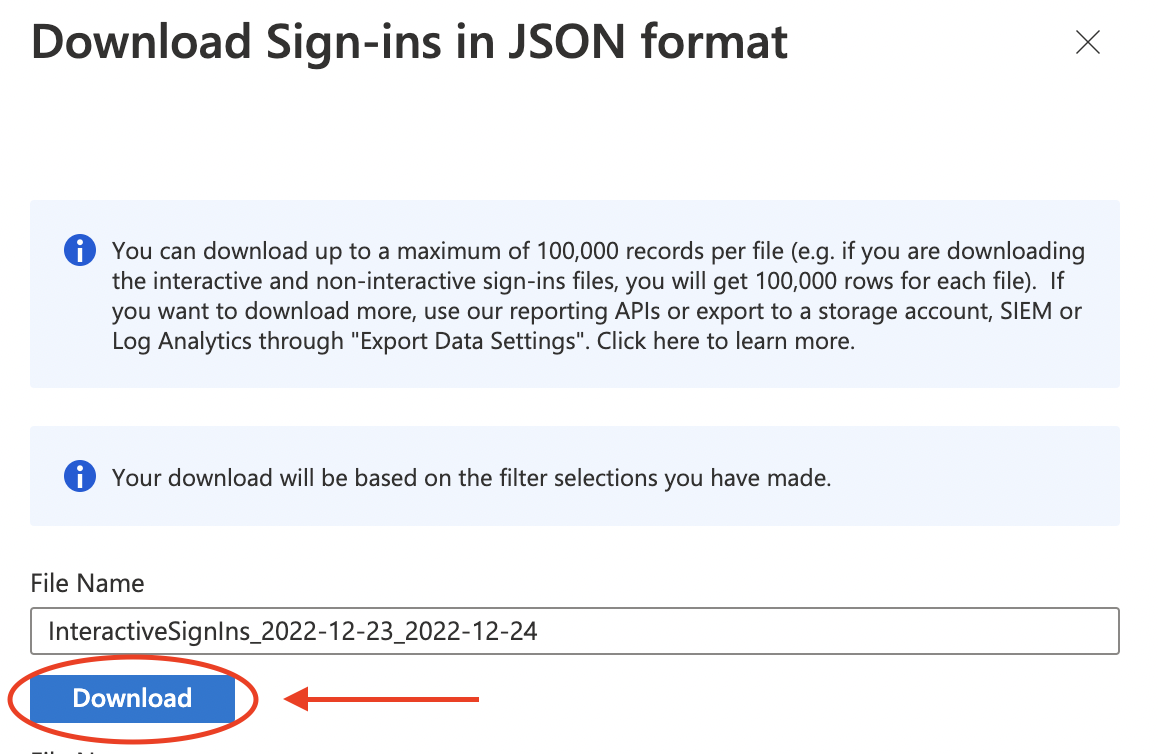 Download Sign-ins in JSON format
You can download up to a maximum of 100,000 records per file (e.g. if you are downloading
the interactive and non-interactive sign-ins files, you will get 100,000 rows for each file).  If
you want to download more, use our reporting APIs or export to a storage account, SIEM or
Log Analytics through "Export Data Settings". Click here to learn more.
Your download will be based on the filter selections you have made.
File Name
InteractiveSignIns_2022-12-23_2022-12-24
Download